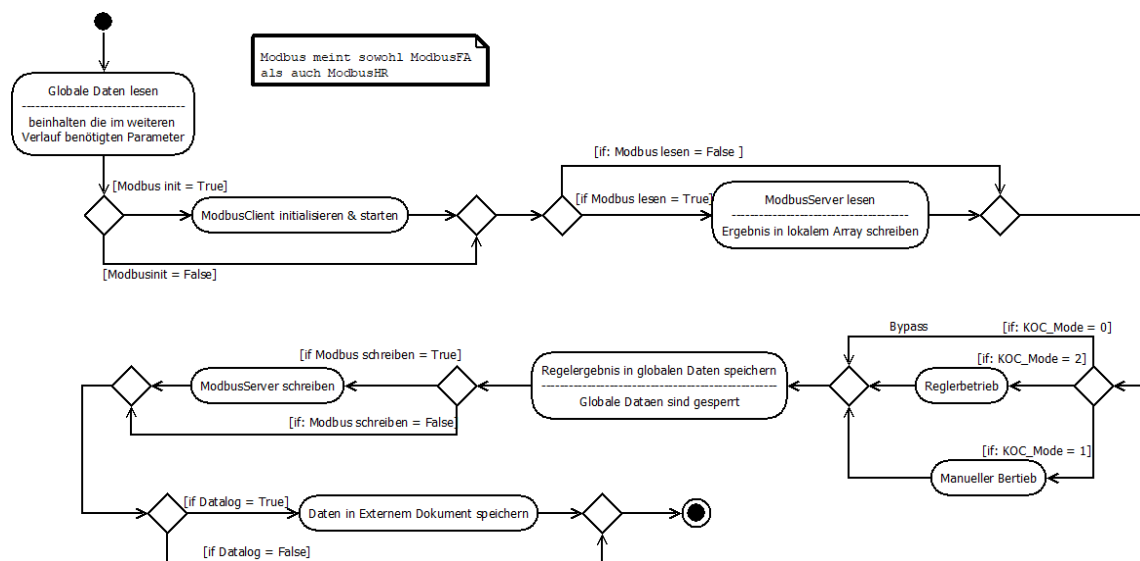 Modbus meint sowohl ModbusFA
als auch ModbusHR
Globale Daten lesen
beinhalten die im weiteren
Verlauf benötigten Parameter
[if: Modbus lesen = False ]
[Modbus init = True]
[if Modbus lesen = True]
ModbusServer lesen
ModbusClient initialisieren & starten
Ergebnis in lokalem Array schreiben
[Modbusinit = False]
Bypass
[if: KOC_Mode = 0]
[if Modbus schreiben = True]
[if: KOC_Mode = 2]
Regelergebnis in globalen Daten speichern
ModbusServer schreiben
Reglerbetrieb
Globale Dataen sind gesperrt
[if: Modbus schreiben = False]
[if: KOC_Mode = 1]
Manueller Bertieb
[if Datalog = True]
Daten in Externem Dokument speichern
[if Datalog = False]